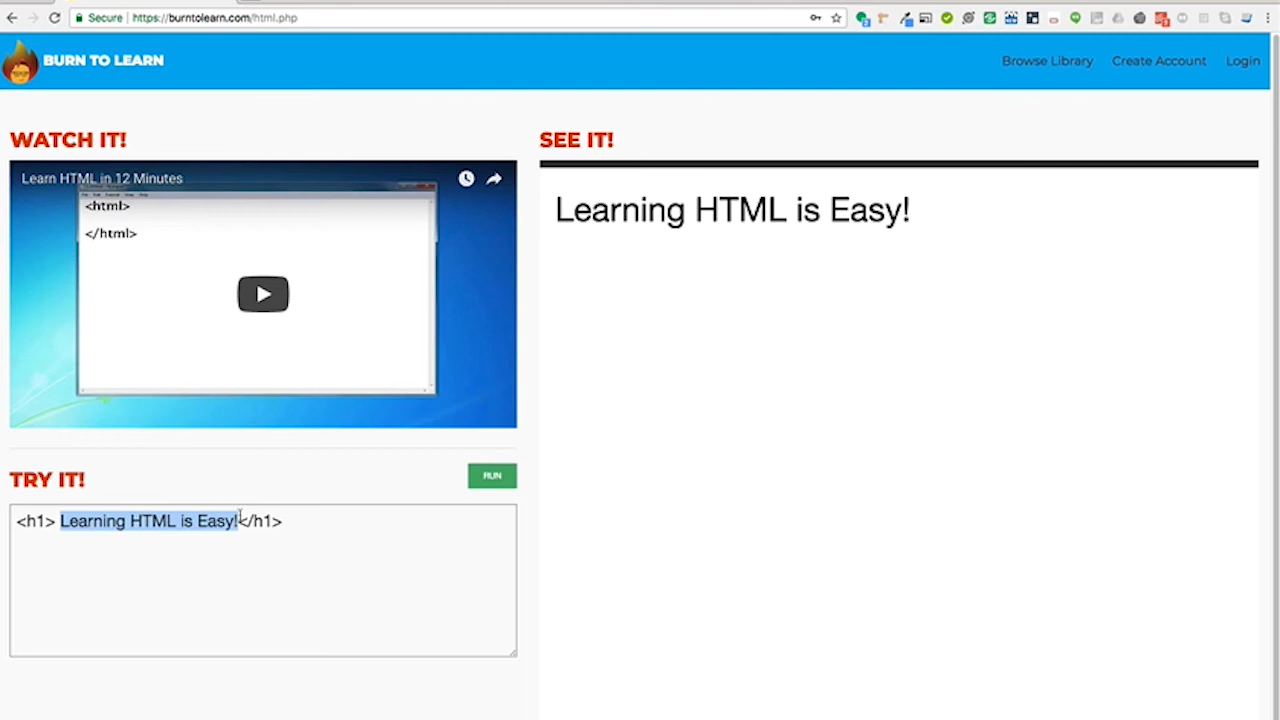 Secure https://burntolearn.com/html.php
BURN TO LEARN
Browse Library Create Account Login
WATCH IT!
Learn HTML in 12 Minutes
<html>
</html>
SEE IT!
Learning HTML is Easy!
TRY IT!
RUN
<h1> Learning HTML is Easy!</h1>